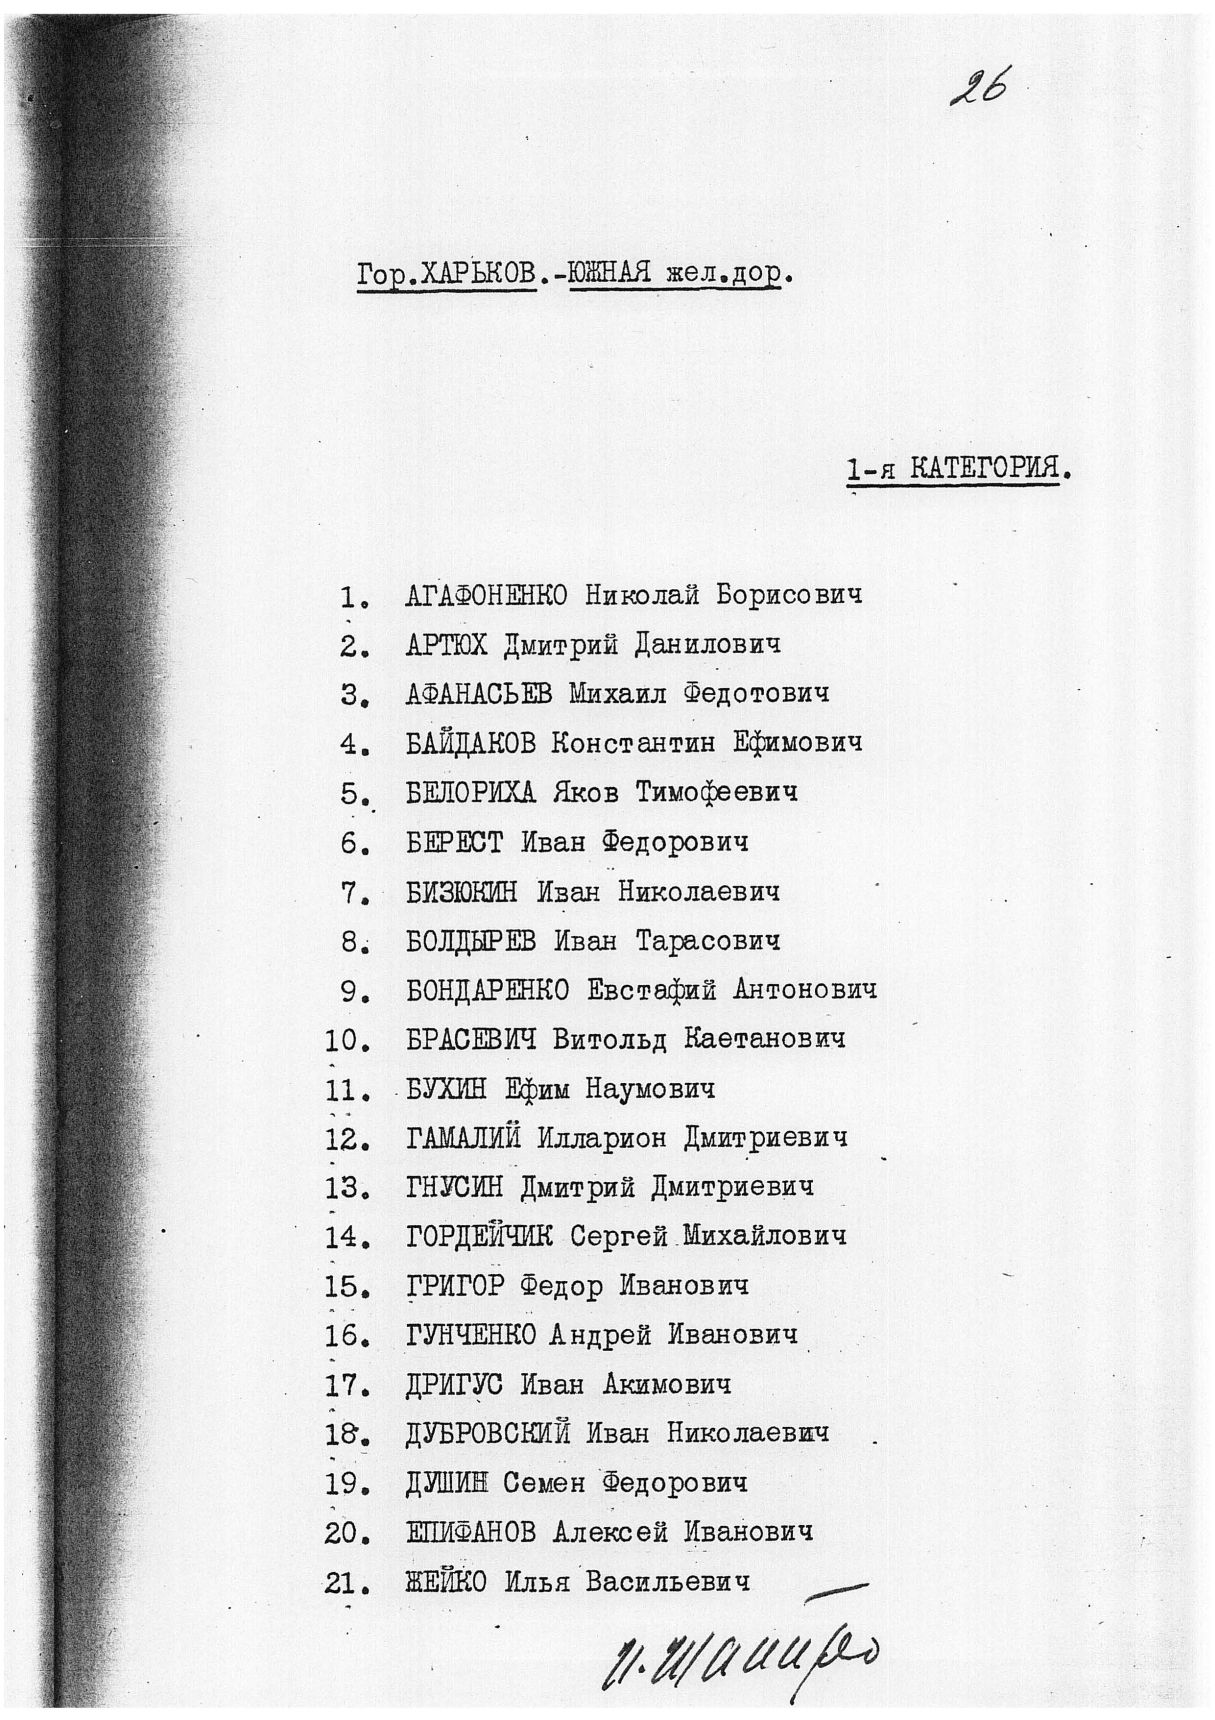 26
Гор.ХАРЬКОВ.-ЮЖНАЯ жел.дор.
1-я КАТЕГОРИЯ.
1. АГАФОНЕНКО Николай Борисович
2. АРТЮХ Дмитрий Данилович
3. АФАНАСЬЕВ Михаил Федотович
4. БАЙДАКОВ Константин Ефимович
5. БЕЛОРИХА Яков Тимофеевич
6. БЕРЕСТ Иван Федорович
7. БИЗЮКИН Иван Николаевич
8. БОЛДЫРЕВ Иван Тарасович
9. БОНДАРЕНКО Евстафий Антонович
10. БРАСЕВИЧ Витольд Каетанович
11. БУХИН Ефим Наумович
12. ГАМАЛИЙ Илларион Дмитриевич
13. ГНУСИН Дмитрий Дмитриевич
14. ГОРДЕЙЧИК Сергей Михайлович
15. ГРИГОР Федор Иванович
16. ГУНЧЕНКО Андрей Иванович
17. ДРИГУС Иван Акимович
18. ДУБРОВСКИЙ Иван Николаевич
19. ДУШИН Семен Федорович
20. ЕПИФАНОВ Алексей Иванович
21. ЖЕЙКО Илья Васильевич
И. Шапиро